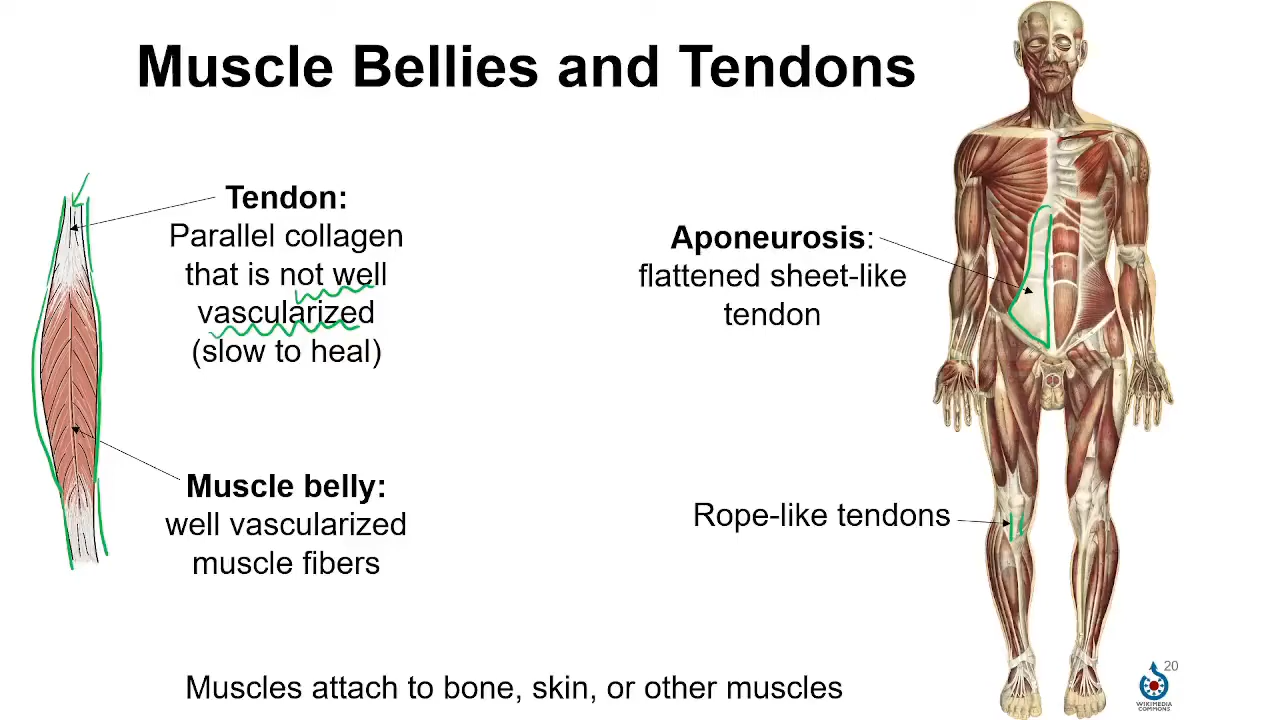 Muscle Bellies and Tendons
Tendon:
Parallel collagen
that is not well
vascularized
(slow to heal)
Muscle belly:
well vascularized
muscle fibers
Aponeurosis:
flattened sheet-like
tendon
Rope-like tendons
Muscles attach to bone, skin, or other muscles
20
WIKIMEDIA
COMMONS